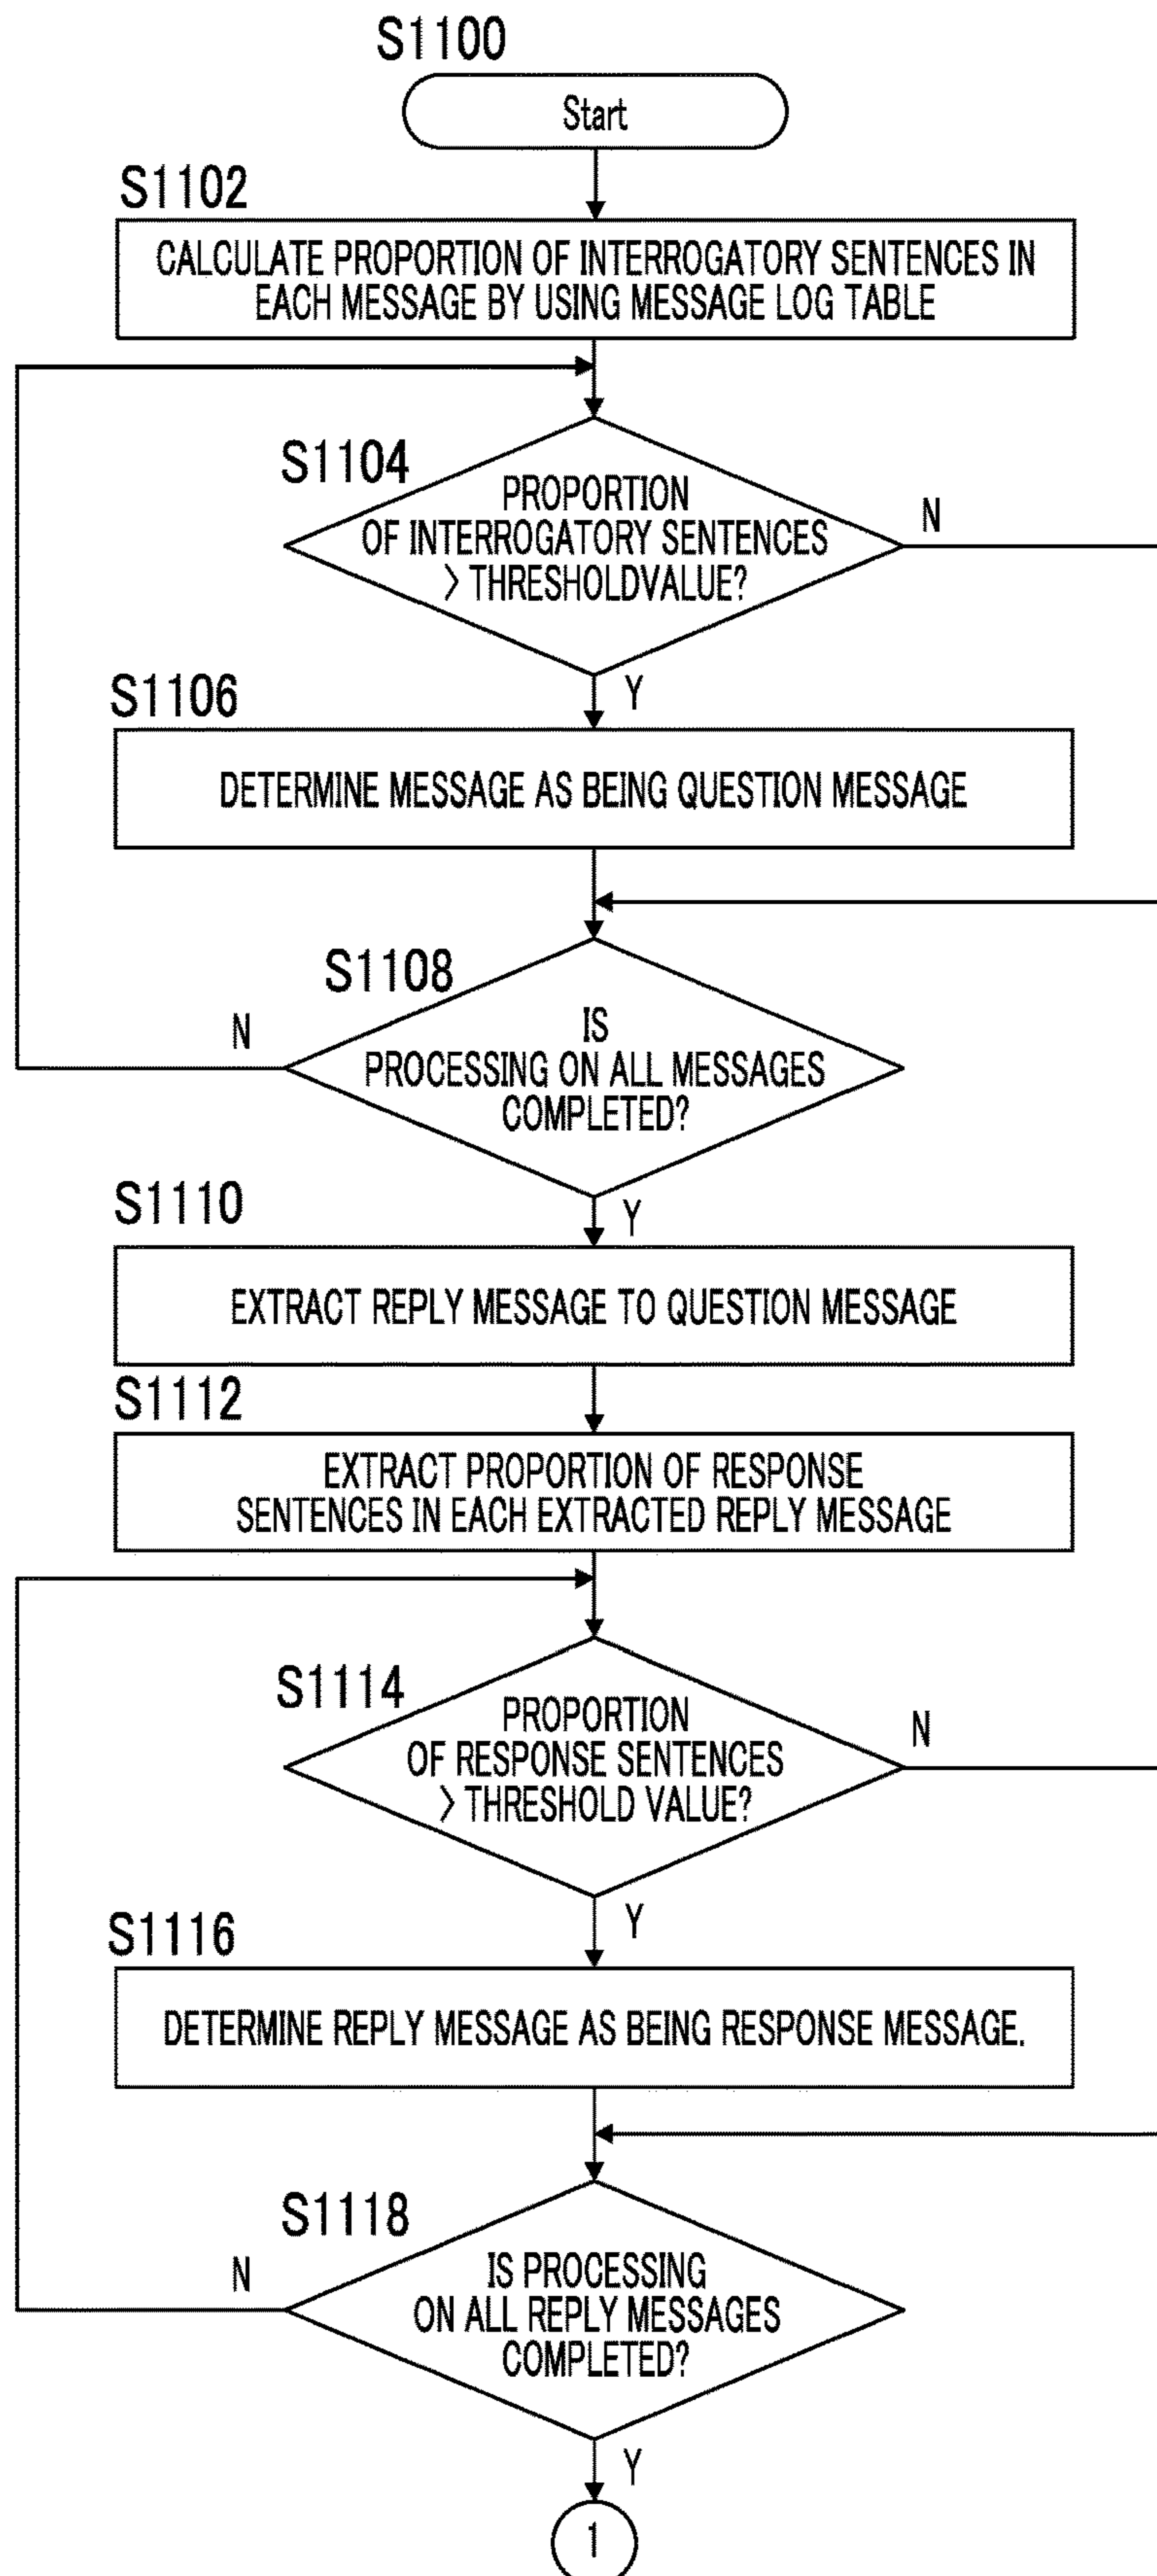 S1100
Start
S1102
CALCULATE PROPORTION OF INTERROGATORY SENTENCES IN
EACH MESSAGE BY USING MESSAGE LOG TABLE
S1104
PROPORTION
OF INTERROGATORY SENTENCES
> THRESHOLDVALUE?
N
Y
S1106
DETERMINE MESSAGE AS BEING QUESTION MESSAGE
S1108
IS
PROCESSING ON ALL MESSAGES
COMPLETED?
N
Y
S1110
EXTRACT REPLY MESSAGE TO QUESTION MESSAGE
S1112
EXTRACT PROPORTION OF RESPONSE
SENTENCES IN EACH EXTRACTED REPLY MESSAGE
S1114
PROPORTION
OF RESPONSE SENTENCES
> THRESHOLD VALUE?
N
Y
S1116
DETERMINE REPLY MESSAGE AS BEING RESPONSE MESSAGE.
S1118
IS PROCESSING
ON ALL REPLY MESSAGES
COMPLETED?
N
Y
1